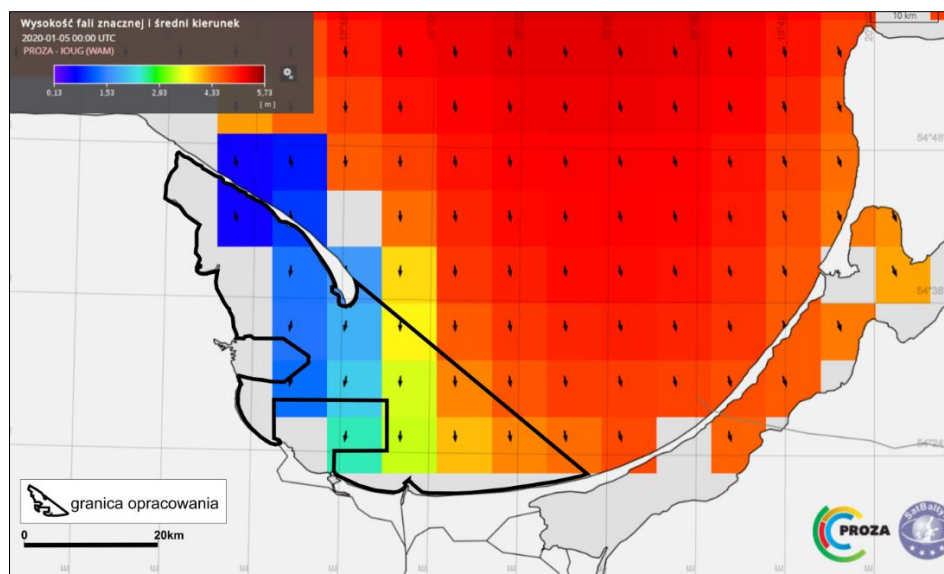 Wysokość fali znacznej i średni kierunek
2020-01-05 00:00 UTC
PROZA - IOUG (WAM)
0,13 1,53 2,93 4,33 5,73
[ m ]
10 km
54°48'
54°36'
54°24'
granica opracowania
20km
PROZA
SatBałtyk